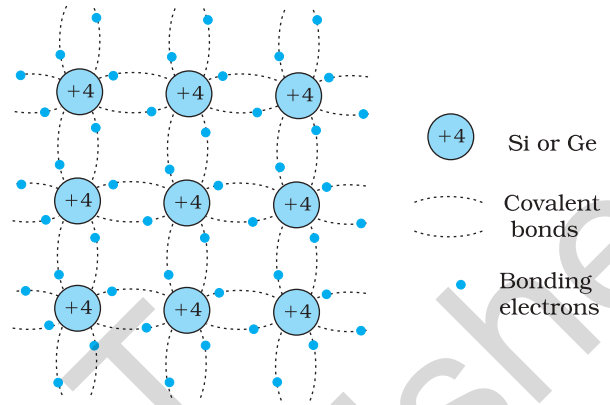 +4 +4 +4
+4 Si or Ge
+4 +4 +4
Covalent
bonds
Bonding
electrons
+4 +4 +4